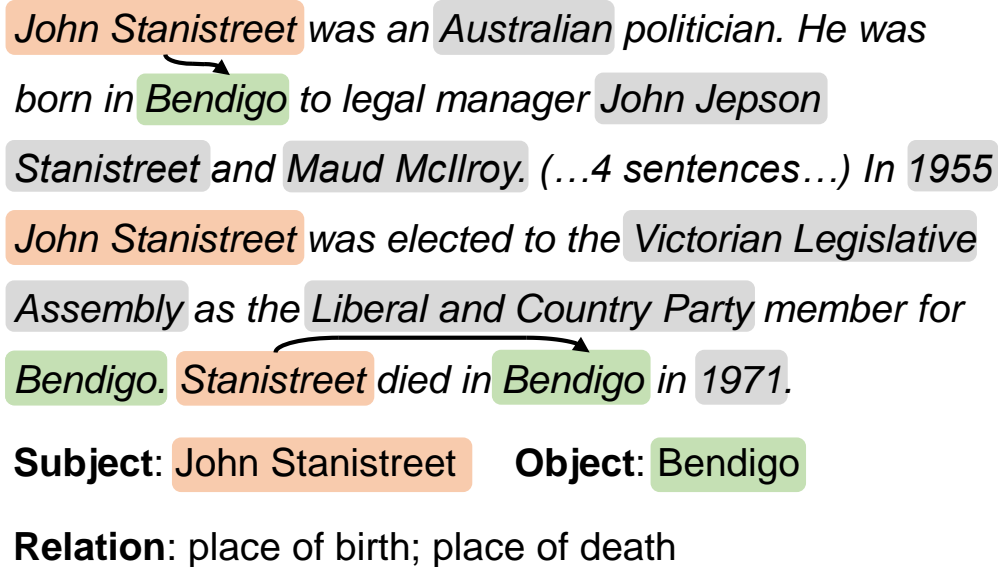 John Stanistreet was an Australian politician. He was
born in Bendigo to legal manager John Jepson
Stanistreet and Maud McIlroy. (…4 sentences…) In 1955
John Stanistreet was elected to the Victorian Legislative
Assembly as the Liberal and Country Party member for
Bendigo. Stanistreet died in Bendigo in 1971.
Subject: John Stanistreet Object: Bendigo
Relation: place of birth; place of death